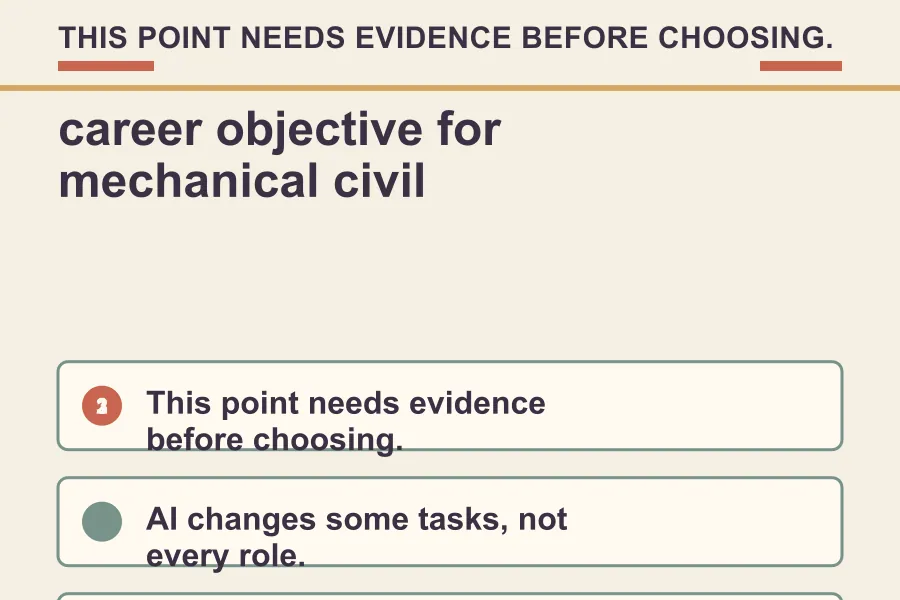 THIS POINT NEEDS EVIDENCE BEFORE CHOOSING.
career objective for
mechanical civil
This point needs evidence
before choosing.
AI changes some tasks, not
every role.